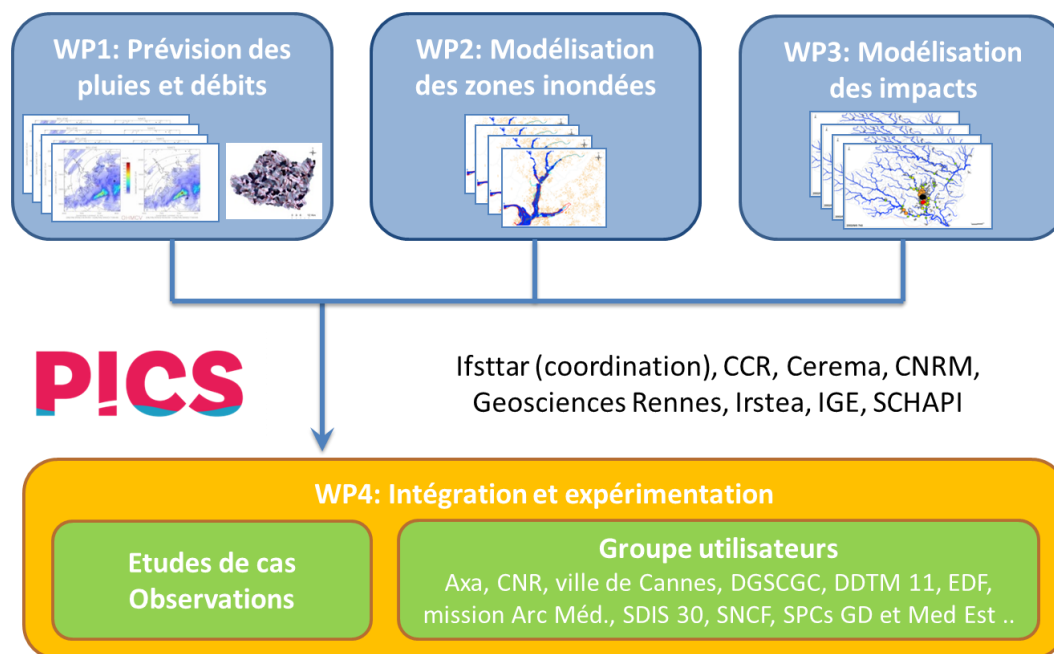 WP1: Prévision des
pluies et débits
WP2: Modélisation
des zones inondées
WP3: Modélisation
des impacts
PICS
Ifsttar (coordination), CCR, Cerema, CNRM,
Geosciences Rennes, Irstea, IGE, SCHAPI
WP4: Intégration et expérimentation
Etudes de cas
Observations
Groupe utilisateurs
Axa, CNR, ville de Cannes, DGSCGC, DDTM 11, EDF,
mission Arc Méd., SDIS 30, SNCF, SPCs GD et Med Est ..